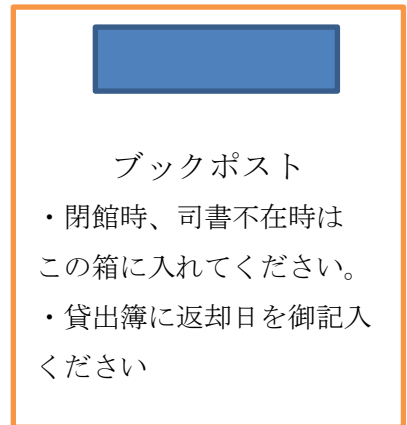 ブックポスト
・閉館時、司書不在時は
この箱に入れてください。
・貸出簿に返却日を御記入
ください